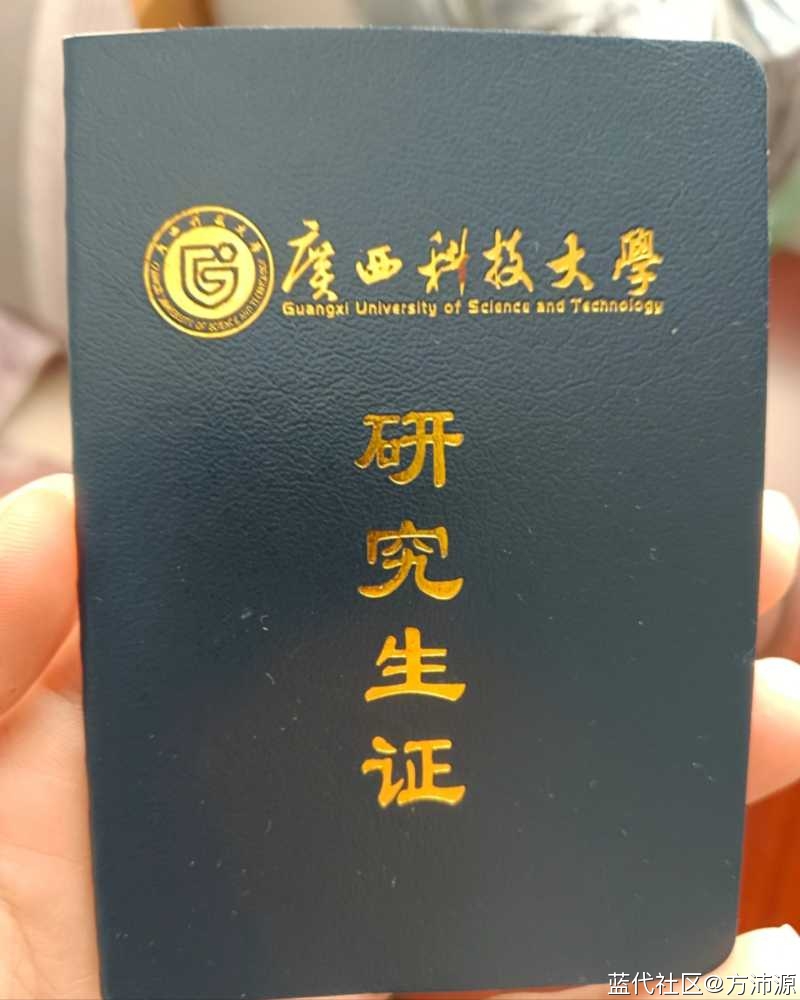 廣西科技大學
Guangxi University of Science and Technology
研
究
生
证
蓝代社区@方沛源